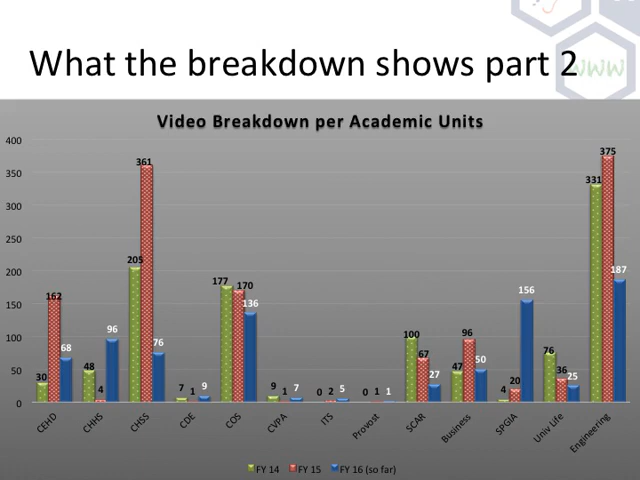 What the breakdown shows part 2
www
Video Breakdown per Academic Units
400
350
300
250
200
150
100
50
0
30 162 68
48 4 96
205 361 76
7 1 9
177 170 136
9 1 7
0 2 5
0 1 1
100 67 27
47 96 50
4 20 156
76 36 25
331 375 187
CEHD CHHS CHSS CDE COS CVPA ITS Provost SCAR Business SPGIA Univ Life Engineering
FY 14 FY 15 FY 16 (so far)